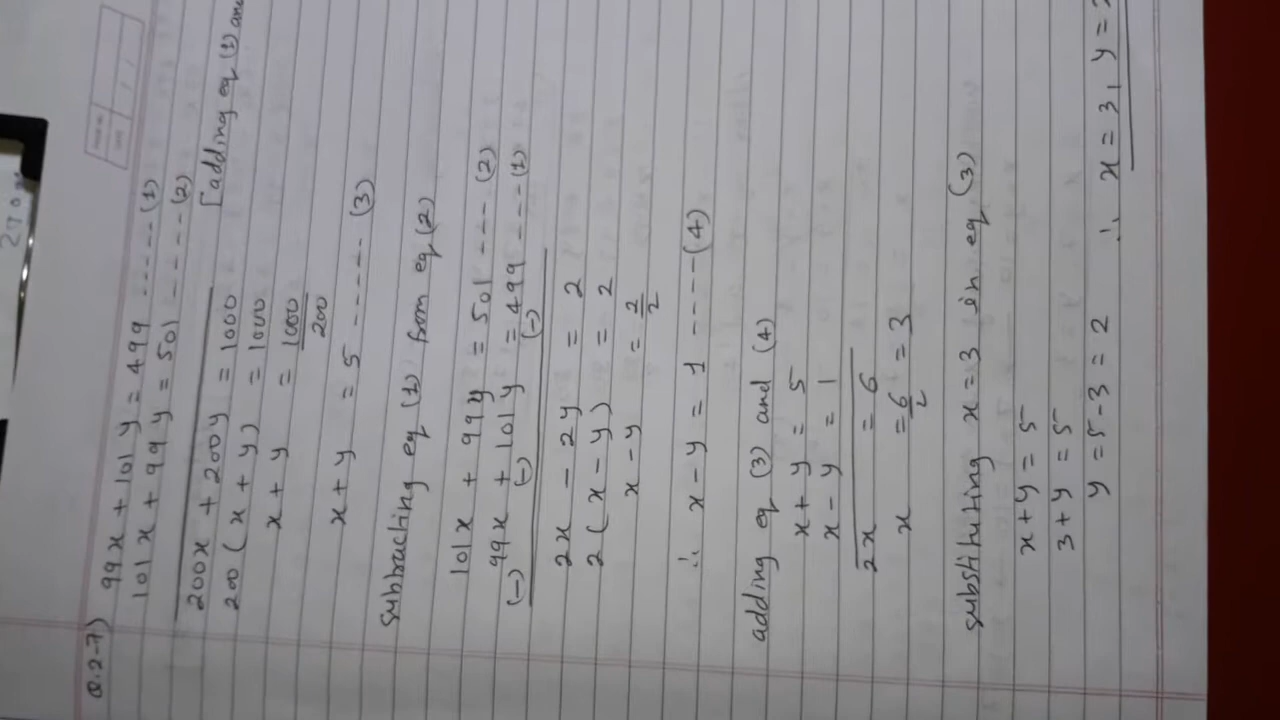 Q.2-7) 99x + 101y = 499 ----- (1)
101x + 99y = 501 ----- (2)
200x + 200y = 1000 [adding eq (1) and
200 (x + y) = 1000
x + y = 1000/200
x + y = 5 ----- (3)
Subtracting eq (1) from eq (2)
101x + 99y = 501 --- (2)
99x + 101y = 499 --- (1)
(-) (-) (-)
2x - 2y = 2
2 (x - y) = 2
x - y = 2/2
∴ x - y = 1 ---- (4)
adding eq (3) and (4)
x + y = 5
x - y = 1
2x = 6
x = 6/2 = 3
substituting x = 3 in eq (3)
x + y = 5
3 + y = 5
y = 5 - 3 = 2 ∴ x = 3, y =